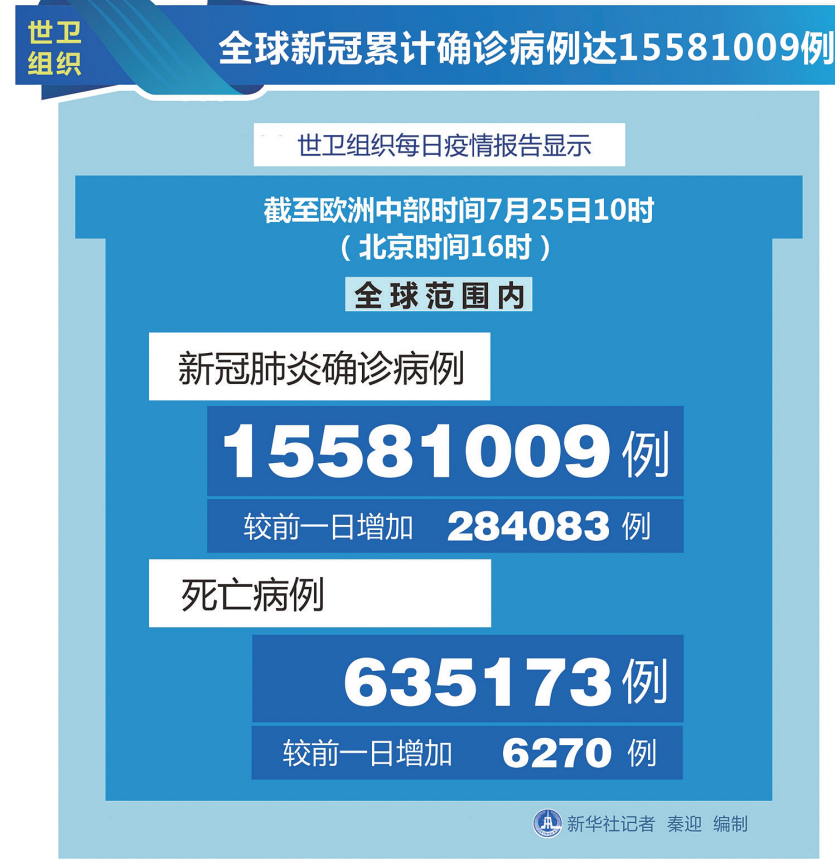 世卫
组织
全球新冠累计确诊病例达15581009例
世卫组织每日疫情报告显示
截至欧洲中部时间7月25日10时
（北京时间16时）
全球范围内
新冠肺炎确诊病例
15581009例
较前一日增加 284083 例
死亡病例
635173例
较前一日增加 6270 例
新华社记者 秦迎 编制